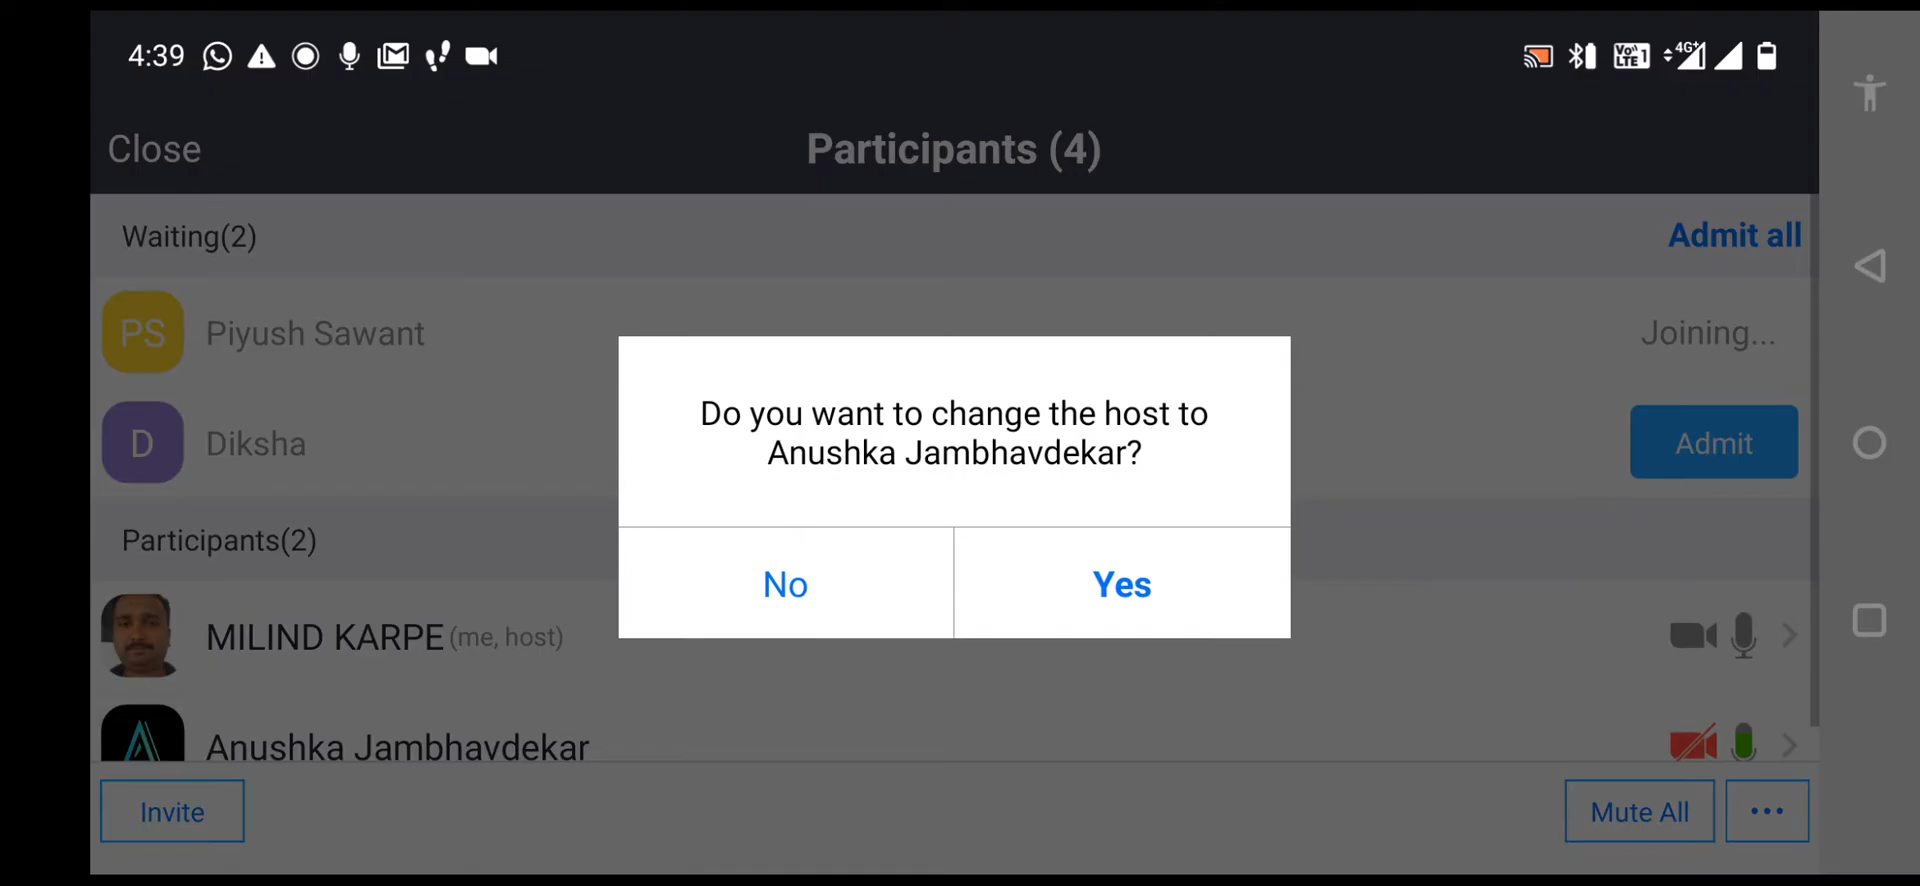 4:39
VoLTE1 4G+
Close
Participants (4)
Waiting(2)
Admit all
PS Piyush Sawant Joining...
D Diksha Admit
Do you want to change the host to
Anushka Jambhavdekar?
No Yes
Participants(2)
MILIND KARPE (me, host)
Anushka Jambhavdekar
Invite
Mute All